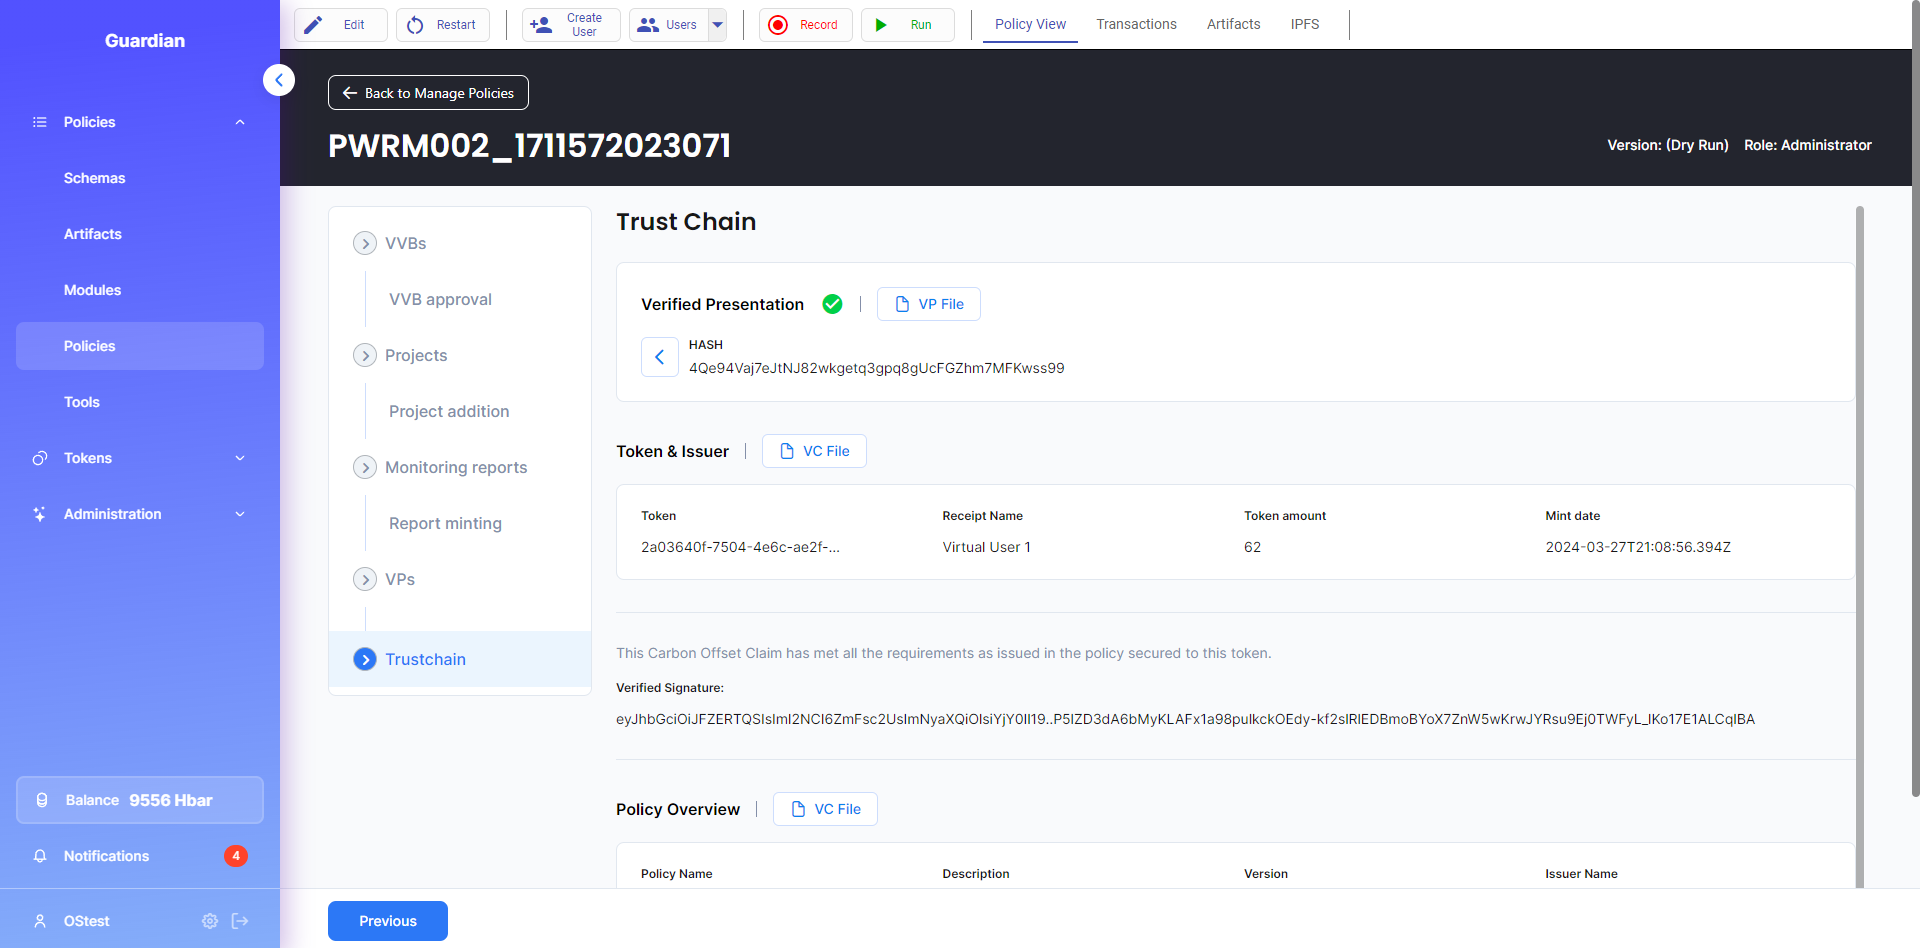 Guardian
Policies
Schemas
Artifacts
Modules
Policies
Tools
Tokens
Administration
Balance 9556 Hbar
Notifications 4
OStest
Edit
Restart
Create User
Users
Record
Run
Policy View
Transactions
Artifacts
IPFS
Back to Manage Policies
PWRM002_1711572023071
Version: (Dry Run) Role: Administrator
VVBs
VVB approval
Projects
Project addition
Monitoring reports
Report minting
VPs
Trustchain
Trust Chain
Verified Presentation
VP File
HASH
4Qe94Vaj7eJtNJ82wkgetq3gpq8gUcFGZhm7MFKwss99
Token & Issuer
VC File
Token Receipt Name Token amount Mint date
2a03640f-7504-4e6c-ae2f-... Virtual User 1 62 2024-03-27T21:08:56.394Z
This Carbon Offset Claim has met all the requirements as issued in the policy secured to this token.
Verified Signature:
eyJhbGciOiJFZERTQSIsImI2NCI6ZmFsc2UsImNyaXQiOlsiYjY0Il19..P5IZD3dA6bMyKLAFx1a98pulkckOEdy-kf2sIRlEDBmoBYoX7ZnW5wKrwJYRsu9Ej0TWFyL_IKo17E1ALCqIBA
Policy Overview
VC File
Policy Name Description Version Issuer Name
Previous